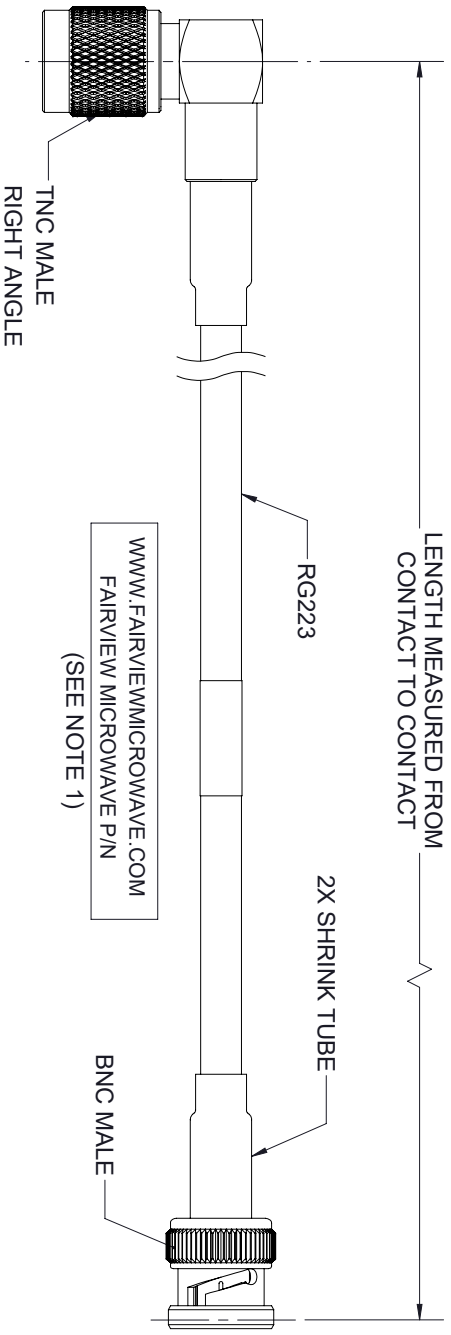 LENGTH MEASURED FROM
CONTACT TO CONTACT
2X SHRINK TUBE
RG223
WWW.FAIRVIEWMICROWAVE.COM
FAIRVIEW MICROWAVE P/N
(SEE NOTE 1)
BNC MALE
TNC MALE
RIGHT ANGLE